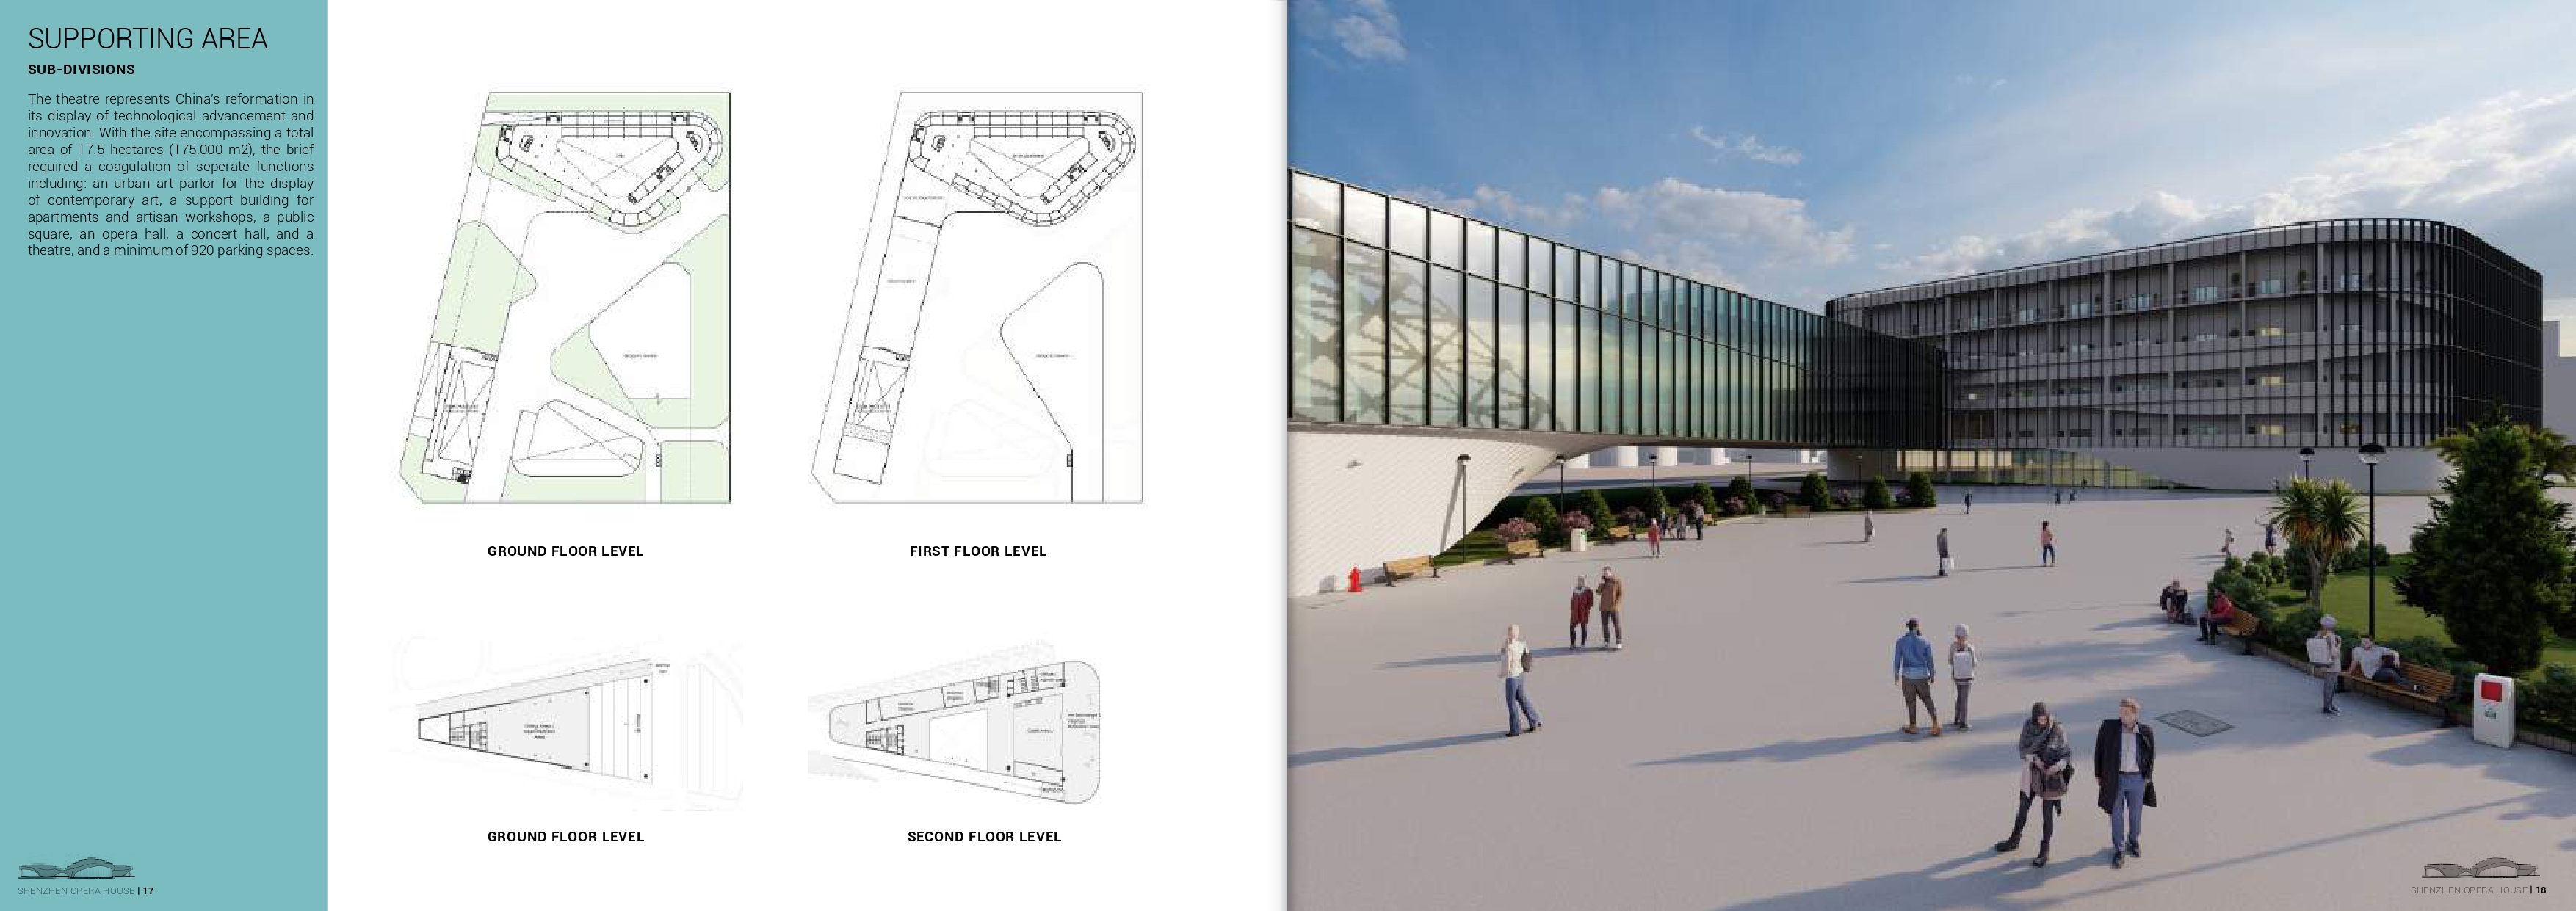 SUPPORTING AREA
SUB-DIVISIONS
The theatre represents China's reformation in
its display of technological advancement and
innovation. With the site encompassing a total
area of 17.5 hectares (175,000 m2), the brief
required a coagulation of seperate functions
including: an urban art parlor for the display
of contemporary art, a support building for
apartments and artisan workshops, a public
square, an opera hall, a concert hall, and a
theatre, and a minimum of 920 parking spaces.
GROUND FLOOR LEVEL
FIRST FLOOR LEVEL
GROUND FLOOR LEVEL
SECOND FLOOR LEVEL
SHENZHEN OPERA HOUSE | 17
SHENZHEN OPERA HOUSE | 18